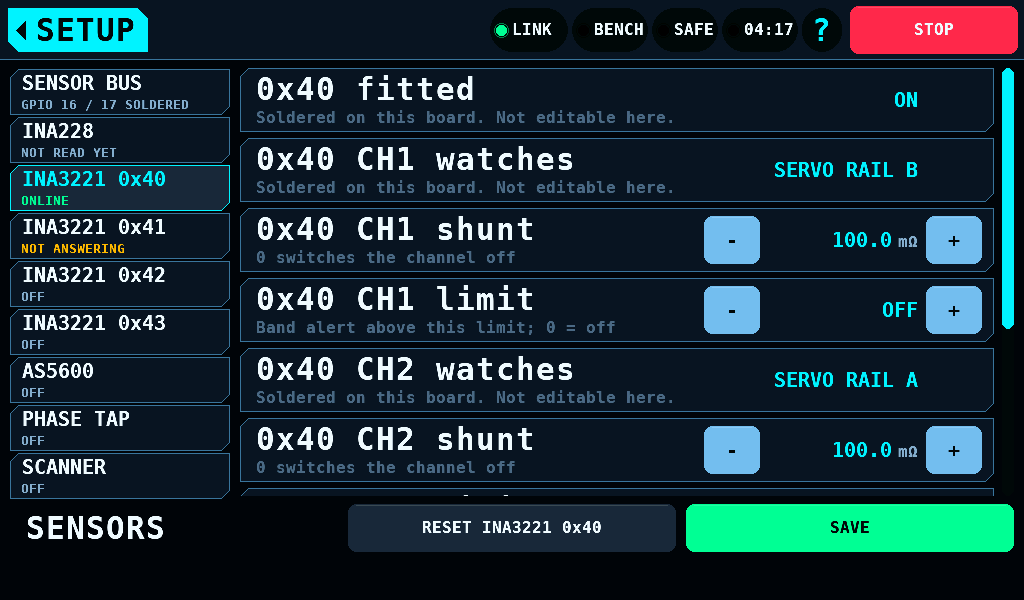 SETUP
LINK
BENCH
SAFE
04:17
?
STOP
SENSOR BUS
GPIO 16 / 17 SOLDERED
INA228
NOT READ YET
INA3221 0x40
ONLINE
INA3221 0x41
NOT ANSWERING
INA3221 0x42
OFF
INA3221 0x43
OFF
AS5600
OFF
PHASE TAP
OFF
SCANNER
OFF
0x40 fitted
Soldered on this board. Not editable here.
ON
0x40 CH1 watches
Soldered on this board. Not editable here.
SERVO RAIL B
0x40 CH1 shunt
0 switches the channel off
- 100.0 mΩ +
0x40 CH1 limit
Band alert above this limit; 0 = off
- OFF +
0x40 CH2 watches
Soldered on this board. Not editable here.
SERVO RAIL A
0x40 CH2 shunt
0 switches the channel off
- 100.0 mΩ +
SENSORS
RESET INA3221 0x40
SAVE